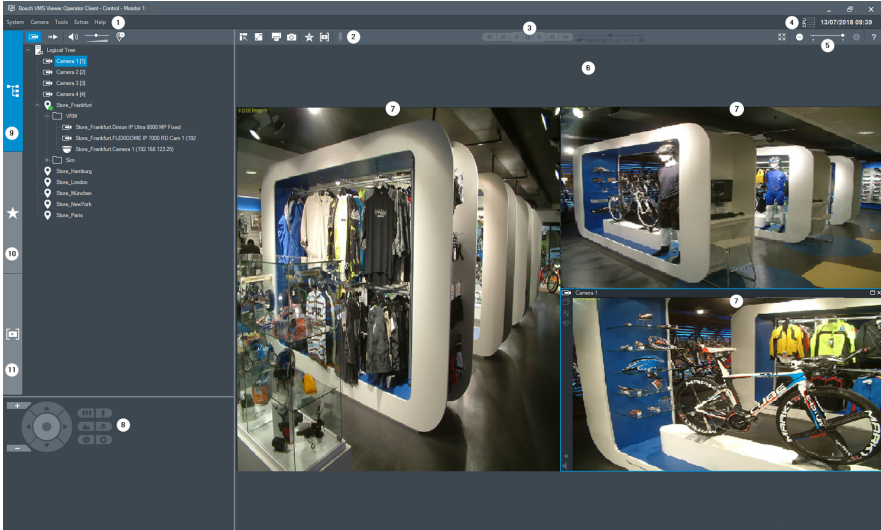 Bosch VMS Viewer Operator Client - Control - Monitor 1
System Camera Tools Extras Help 1
3
4 13/07/2018 09:39
2
5
?
Logical Tree
6
Camera 1 [1]
Camera 2 [2]
Camera 3 [3]
Camera 4 [4]
Store_Frankfurt
VRM
Store_Frankfurt.Dinion IP Ultra 8000 MP Fixed
Store_Frankfurt FLEXIDOME IP 7000 RD Cam 1 (192
Store_Frankfurt.Camera 1 (192.168.123.25)
Sim
Store_Hamburg
Store_London
Store_München
Store_NewYork
Store_Paris
7
7
9
10
11
Camera 1
7
8
CUBE